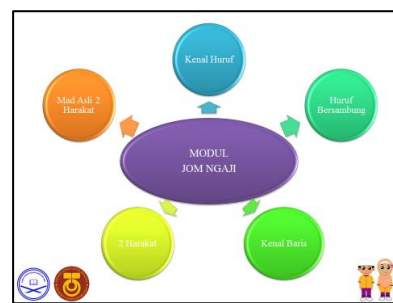 Kenal Huruf
Mad Asli 2
Harakat
Huruf
Bersambung
MODUL
JOM NGAJI
2 Harakat
Kenal Baris